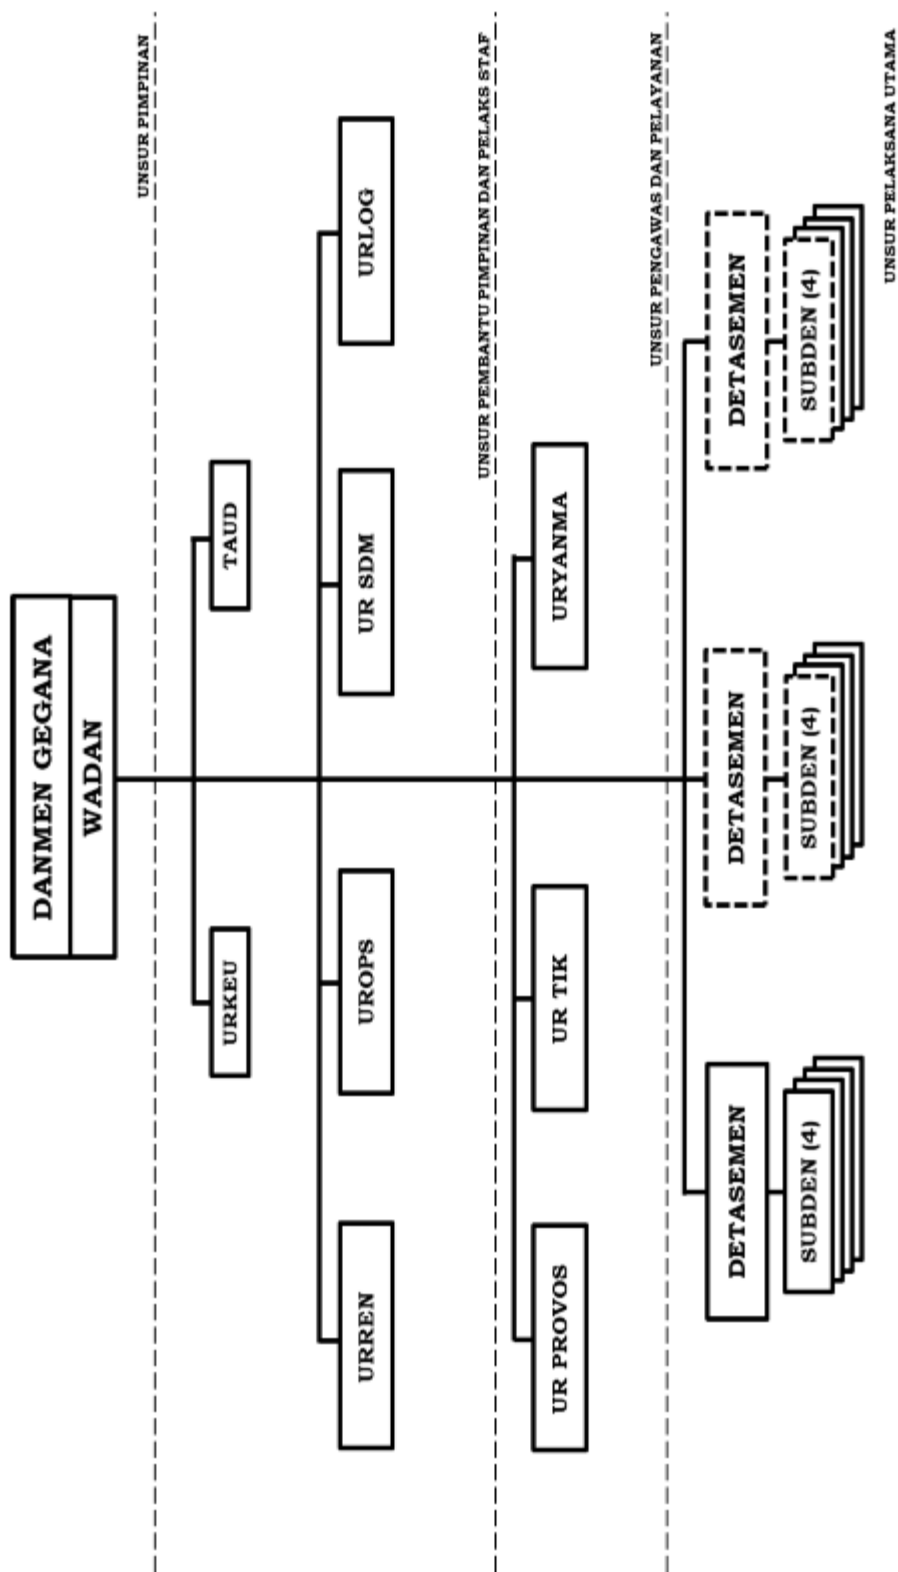 DANMEN GEGANA
WADAN
UNSUR PIMPINAN
URKEU
TAUD
URREN
UROPS
UR SDM
URLOG
UNSUR PEMBANTU PIMPINAN DAN PELAKS STAF
UR PROVOS
UR TIK
URYANMA
UNSUR PENGAWAS DAN PELAYANAN
DETASEMEN
DETASEMEN
DETASEMEN
SUBDEN (4)
SUBDEN (4)
SUBDEN (4)
UNSUR PELAKSANA UTAMA